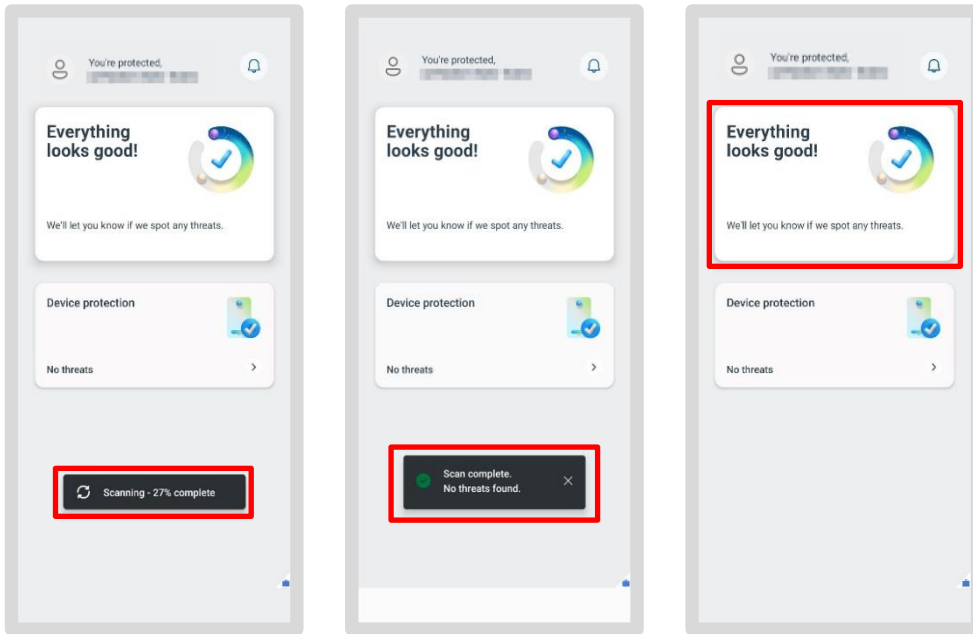 You're protected,
Everything
looks good!
We'll let you know if we spot any threats.
Device protection
No threats
Scanning - 27% complete
You're protected,
Everything
looks good!
We'll let you know if we spot any threats.
Device protection
No threats
Scan complete.
No threats found.
You're protected,
Everything
looks good!
We'll let you know if we spot any threats.
Device protection
No threats